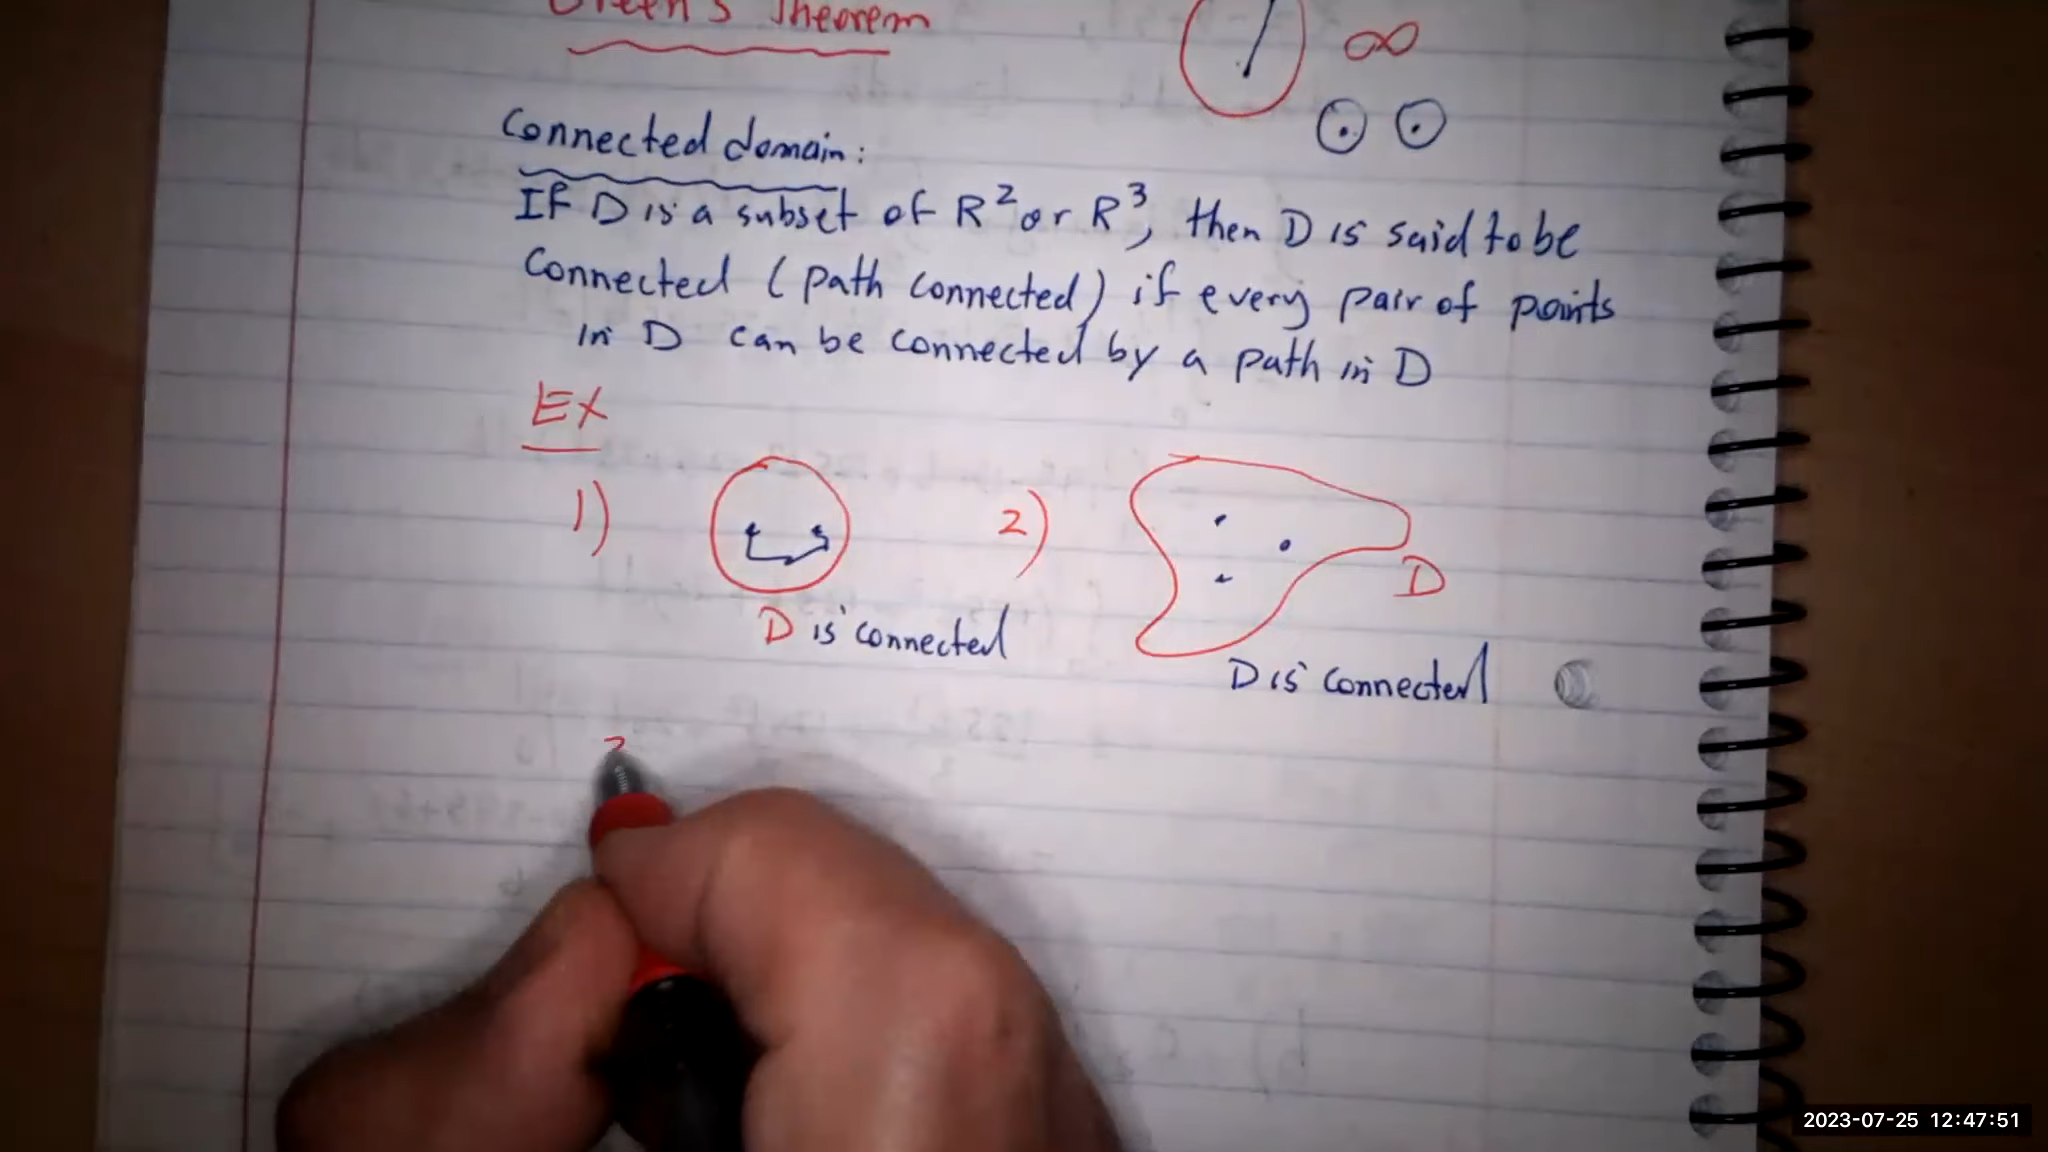 Green's Theorem
∞
Connected domain:
If D is a subset of R² or R³, then D is said to be
Connected (path connected) if every pair of points
in D can be connected by a path in D
EX
1)
2)
D
D is connected
D is connected
2023-07-25 12:47:51